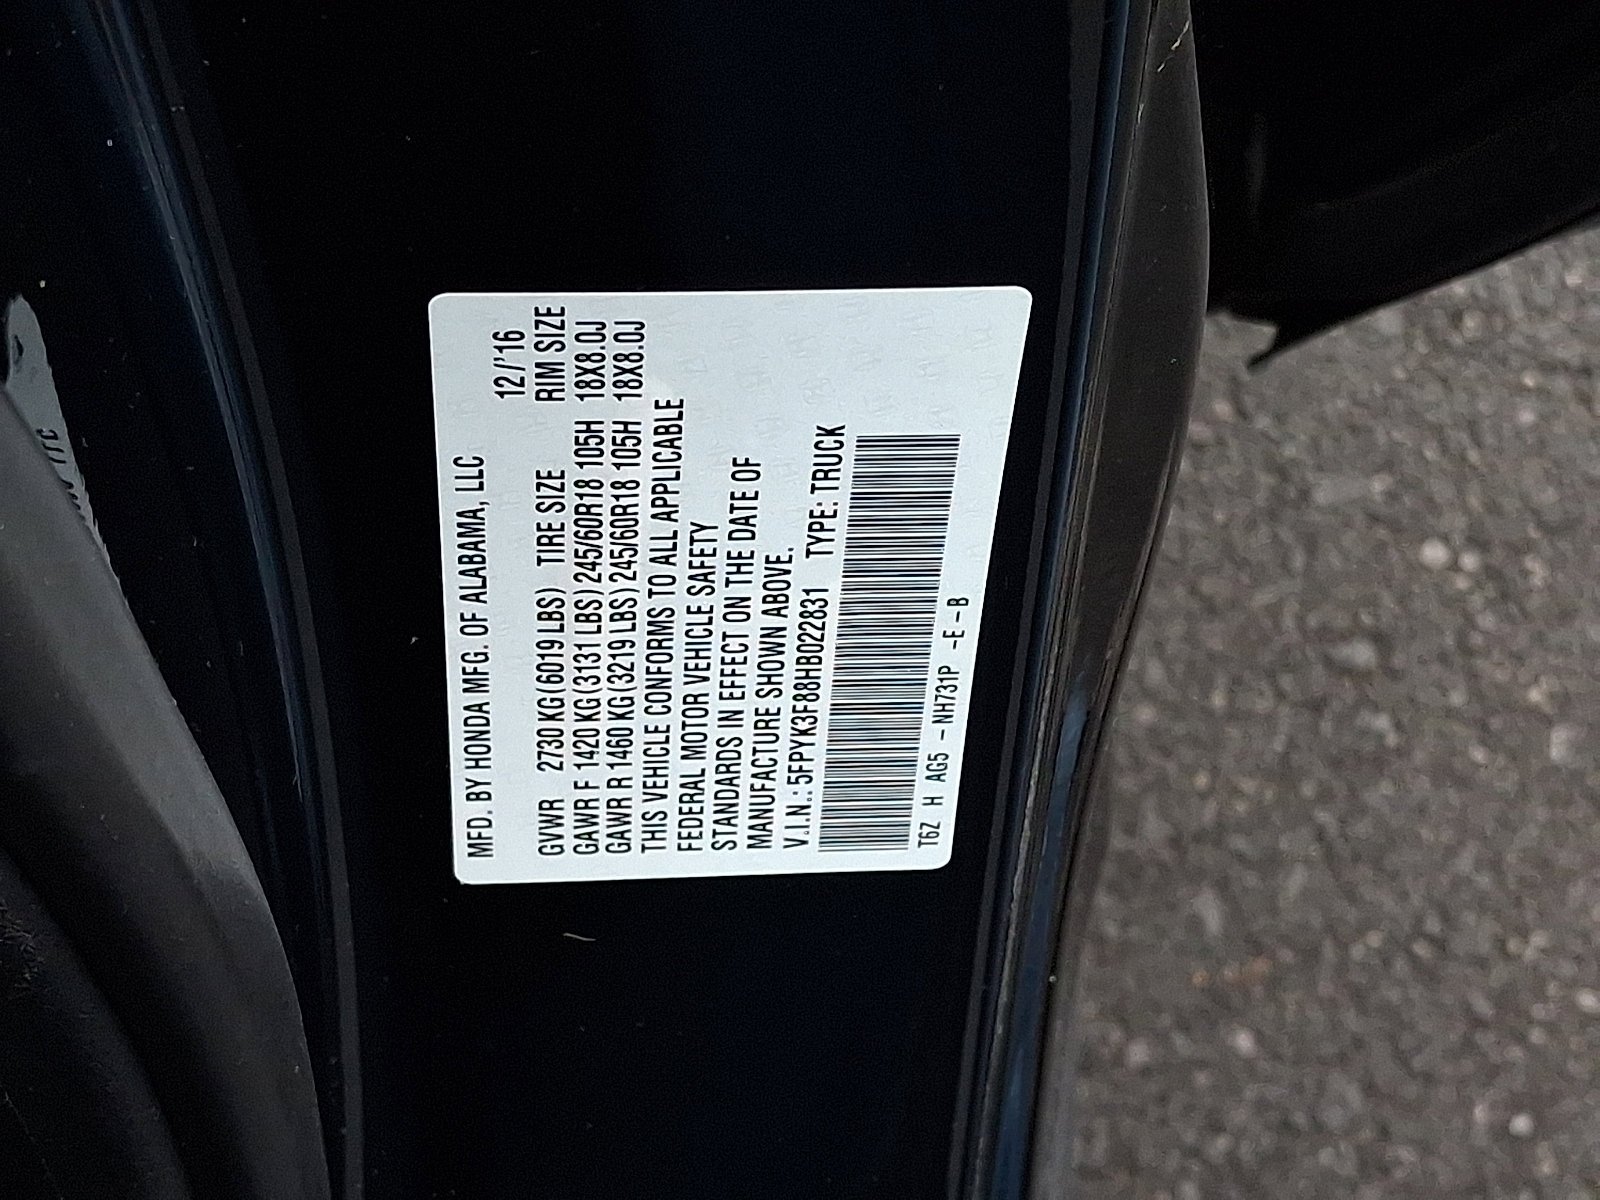 MFD. BY HONDA MFG. OF ALABAMA, LLC
12/'16
GVWR 2730 KG (6019 LBS) TIRE SIZE RIM SIZE
GAWR F 1420 KG (3131 LBS) 245/60R18 105H 18X8.0J
GAWR R 1460 KG (3219 LBS) 245/60R18 105H 18X8.0J
THIS VEHICLE CONFORMS TO ALL APPLICABLE
FEDERAL MOTOR VEHICLE SAFETY
STANDARDS IN EFFECT ON THE DATE OF
MANUFACTURE SHOWN ABOVE.
V.I.N.: 5FPYK3F88HB022831 TYPE: TRUCK
T6Z H AG5 - NH731P - E - B